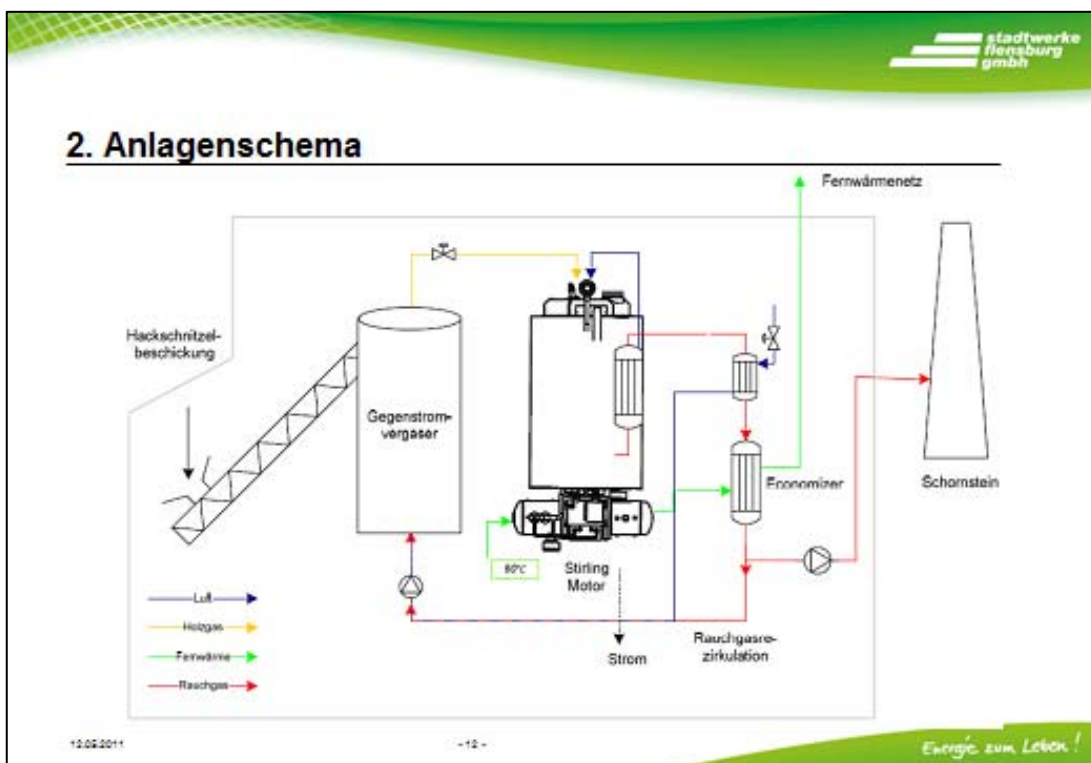 stadtwerke
flensburg
gmbh
2. Anlagenschema
Fernwärmenetz
Hackschnitzel-
beschickung
Gegenstrom-
vergaser
Economizer
Schornstein
Stirling
Motor
Luft
Holzgas
Fernwärme
Rauchgas
Rauchgasre-
zirkulation
Strom
12.05.2011
- 12 -
Energie zum Leben!